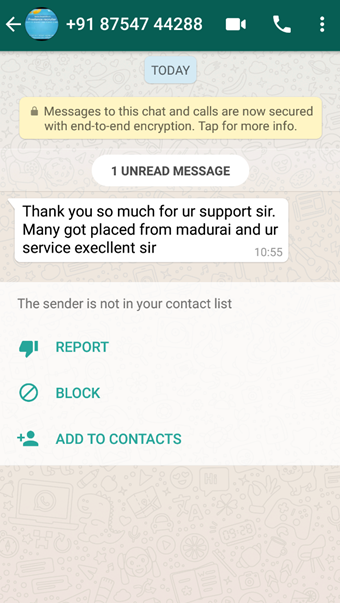 +91 87547 44288
TODAY
Messages to this chat and calls are now secured
with end-to-end encryption. Tap for more info.
1 UNREAD MESSAGE
Thank you so much for ur support sir.
Many got placed from madurai and ur
service execllent sir
10:55
The sender is not in your contact list
REPORT
BLOCK
ADD TO CONTACTS